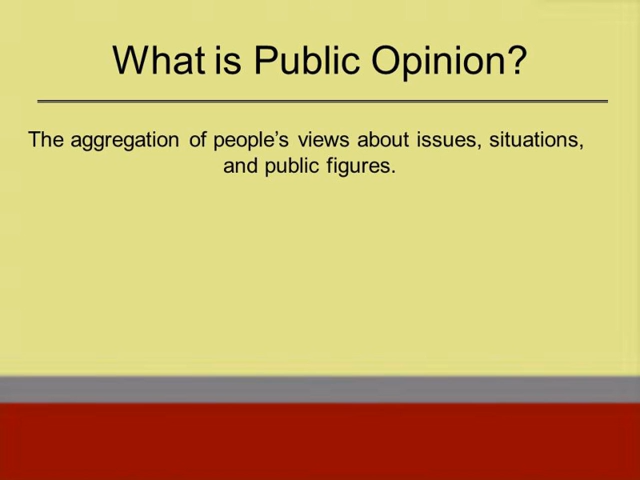 What is Public Opinion?
The aggregation of people’s views about issues, situations,
and public figures.